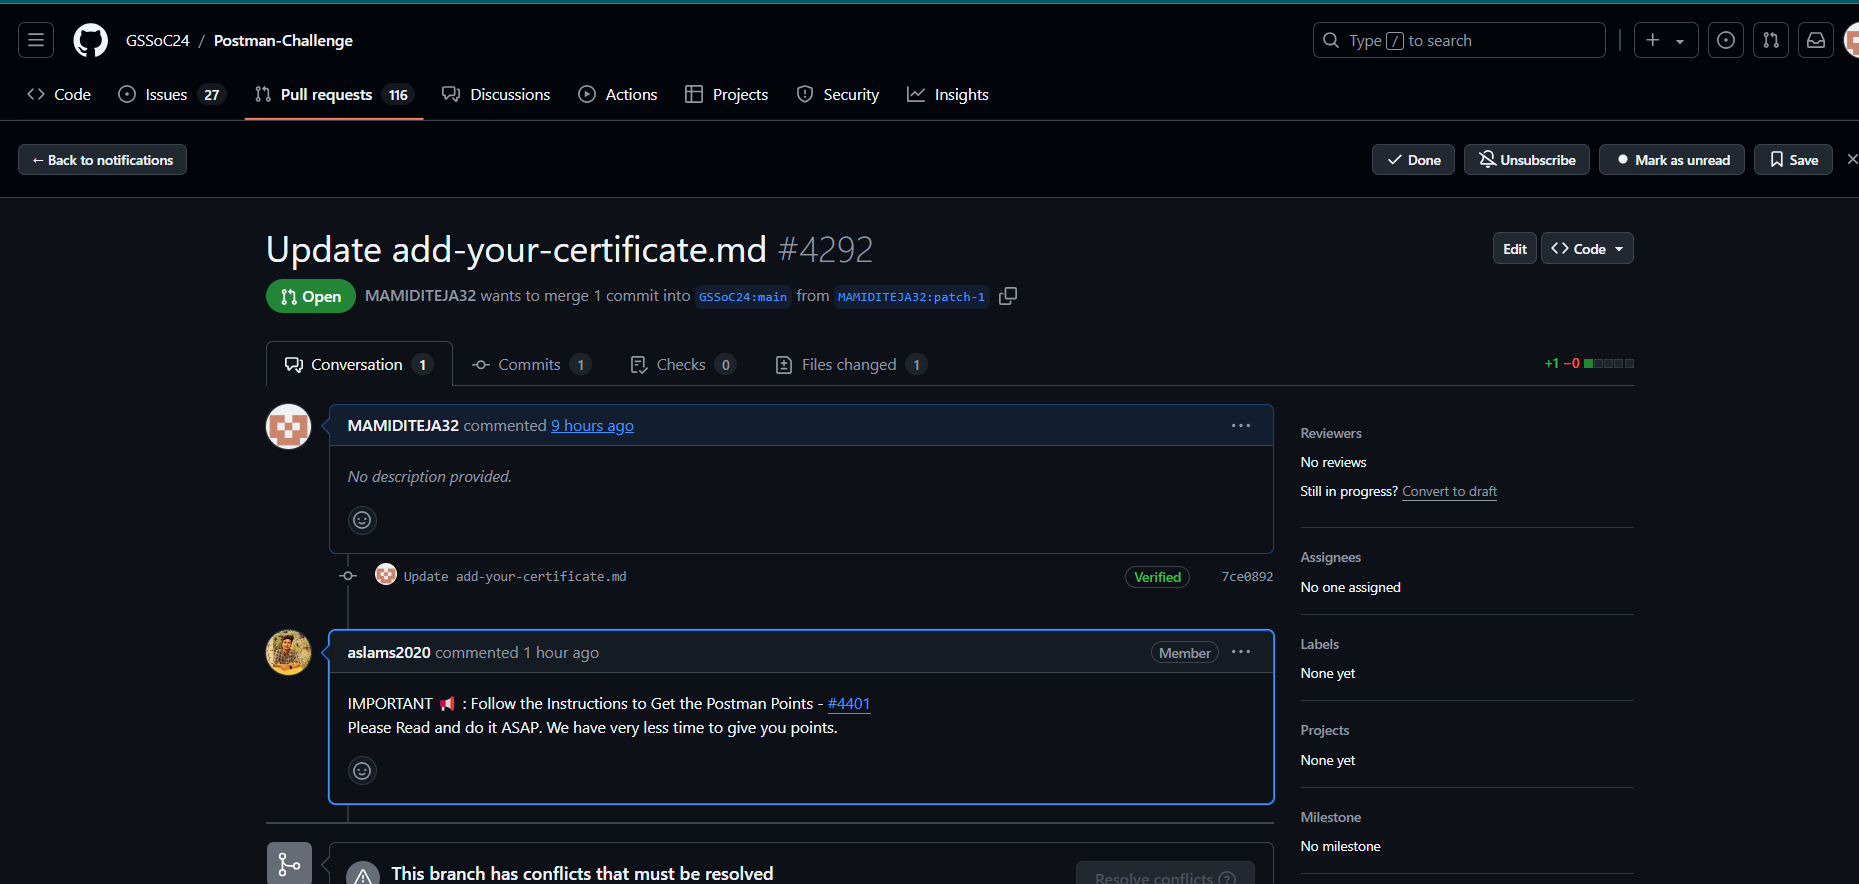 GSSoC24 / Postman-Challenge
Type / to search
Code
Issues 27
Pull requests 116
Discussions
Actions
Projects
Security
Insights
← Back to notifications
Done
Unsubscribe
Mark as unread
Save
Update add-your-certificate.md #4292
Edit
Code
Open
MAMIDITEJA32 wants to merge 1 commit into GSSoC24:main from MAMIDITEJA32:patch-1
Conversation 1
Commits 1
Checks 0
Files changed 1
+1 −0
MAMIDITEJA32 commented 9 hours ago
No description provided.
Update add-your-certificate.md
Verified
7ce0892
aslams2020 commented 1 hour ago
Member
IMPORTANT 📢 : Follow the Instructions to Get the Postman Points - #4401
Please Read and do it ASAP. We have very less time to give you points.
This branch has conflicts that must be resolved
Resolve conflicts
Reviewers
No reviews
Still in progress? Convert to draft
Assignees
No one assigned
Labels
None yet
Projects
None yet
Milestone
No milestone